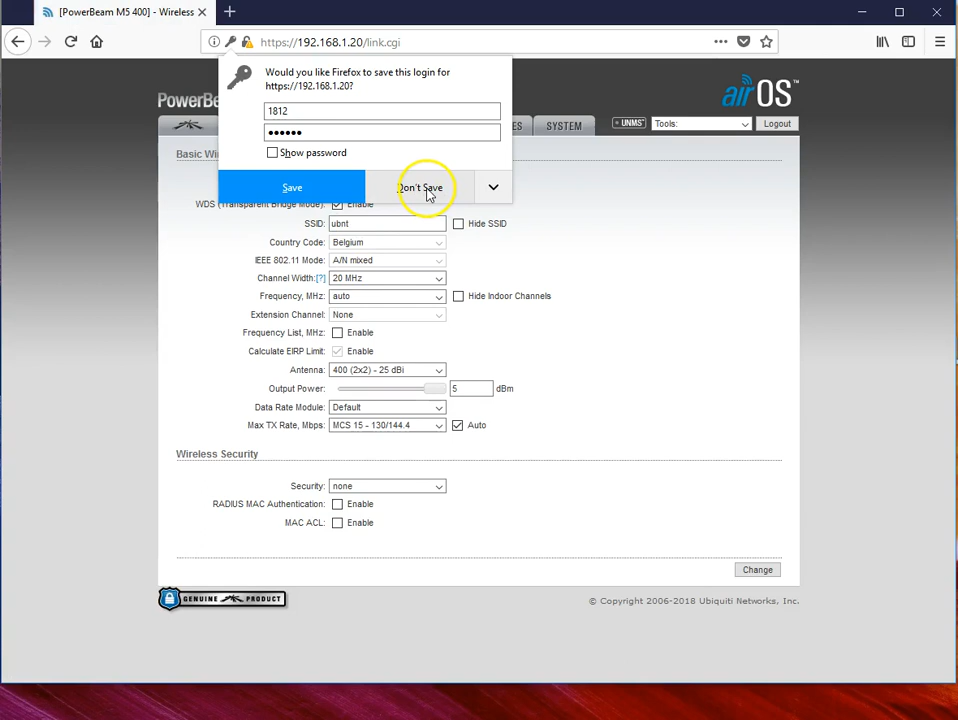 [PowerBeam M5 400] - Wireless
https://192.168.1.20/link.cgi
Would you like Firefox to save this login for
https://192.168.1.20?
1812
••••••
Show password
Save
Don't Save
PowerBe
airOS™
ES
SYSTEM
UNMS™
Tools:
Logout
Basic Wi
WDS (Transparent Bridge Mode): Enable
SSID: ubnt Hide SSID
Country Code: Belgium
IEEE 802.11 Mode: A/N mixed
Channel Width:[?] 20 MHz
Frequency, MHz: auto Hide Indoor Channels
Extension Channel: None
Frequency List, MHz: Enable
Calculate EIRP Limit: Enable
Antenna: 400 (2x2) - 25 dBi
Output Power: 5 dBm
Data Rate Module: Default
Max TX Rate, Mbps: MCS 15 - 130/144.4 Auto
Wireless Security
Security: none
RADIUS MAC Authentication: Enable
MAC ACL: Enable
Change
GENUINE PRODUCT
© Copyright 2006-2018 Ubiquiti Networks, Inc.